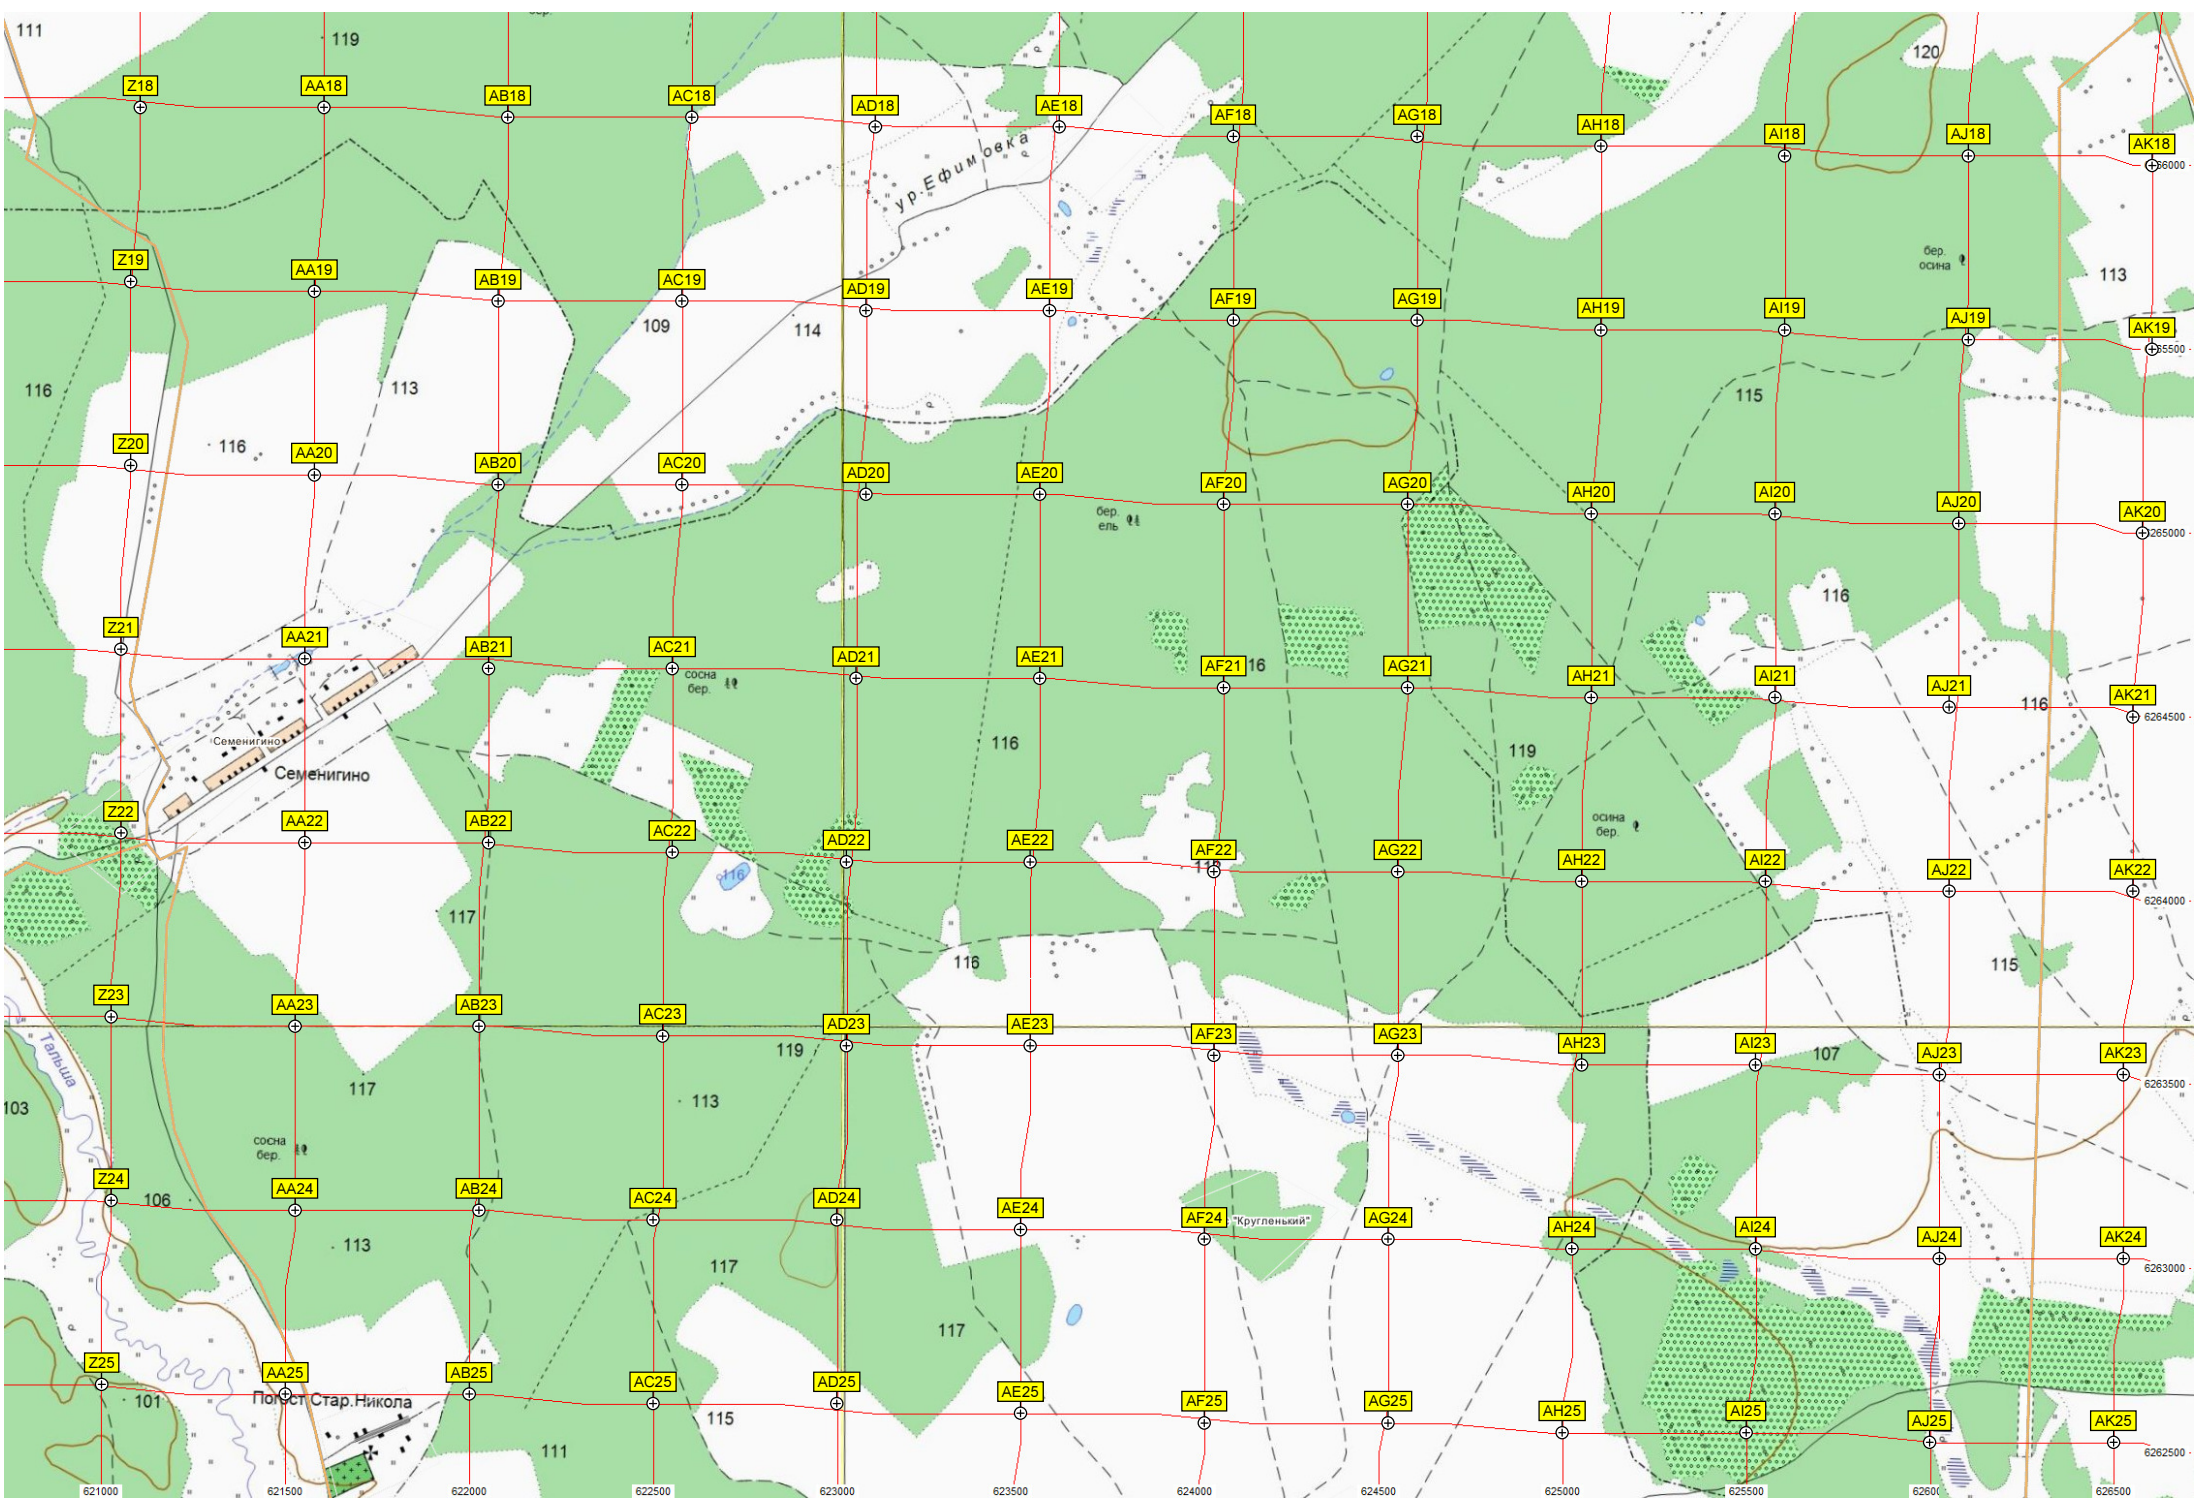 111
119
120
Z18
AA18
AB18
AC18
AD18
AE18
AF18
AG18
AH18
AI18
AJ18
AK18
66000
ур.Ефимовка
бер.
осина
113
Z19
AA19
AB19
AC19
AD19
AE19
AF19
AG19
AH19
AI19
AJ19
AK19
65500
109
114
116
113
115
116
Z20
AA20
AB20
AC20
AD20
AE20
AF20
AG20
AH20
AI20
AJ20
AK20
265000
бер.
ель
116
Z21
AA21
AB21
AC21
AD21
AE21
AF21
16
AG21
AH21
AI21
AJ21
AK21
6264500
сосна
бер.
116
Семенигино
Семенигино
116
119
Z22
AA22
AB22
AC22
AD22
AE22
AF22
AG22
AH22
AI22
AJ22
AK22
6264000
осина
бер.
116
117
116
115
Z23
AA23
AB23
AC23
AD23
AE23
AF23
AG23
AH23
AI23
AJ23
AK23
6263500
Тальша
119
107
117
113
103
сосна
бер.
Z24
AA24
AB24
AC24
AD24
AE24
AF24
AG24
AH24
AI24
AJ24
AK24
6263000
106
"Кругленький"
113
117
117
Z25
AA25
AB25
AC25
AD25
AE25
AF25
AG25
AH25
AI25
AJ25
AK25
6262500
101
Погост Стар.Никола
115
111
621000
621500
622000
622500
623000
623500
624000
624500
625000
625500
62600
626500